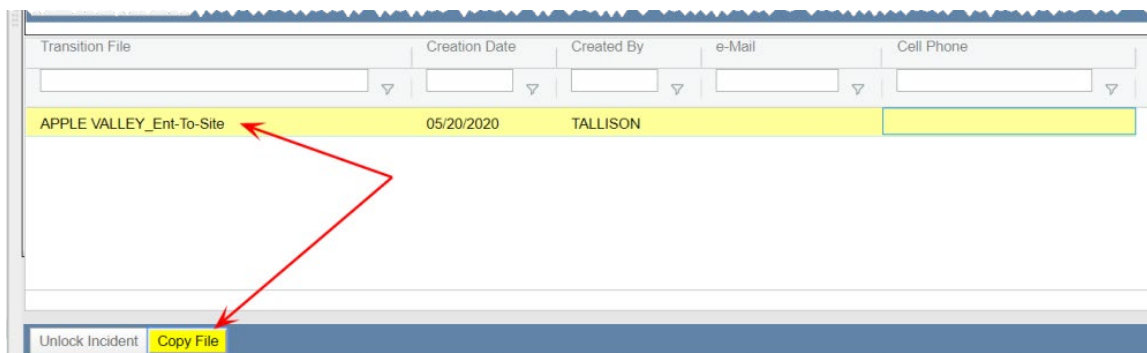 Transition File Creation Date Created By e-Mail Cell Phone
APPLE VALLEY_Ent-To-Site 05/20/2020 TALLISON
Unlock Incident Copy File